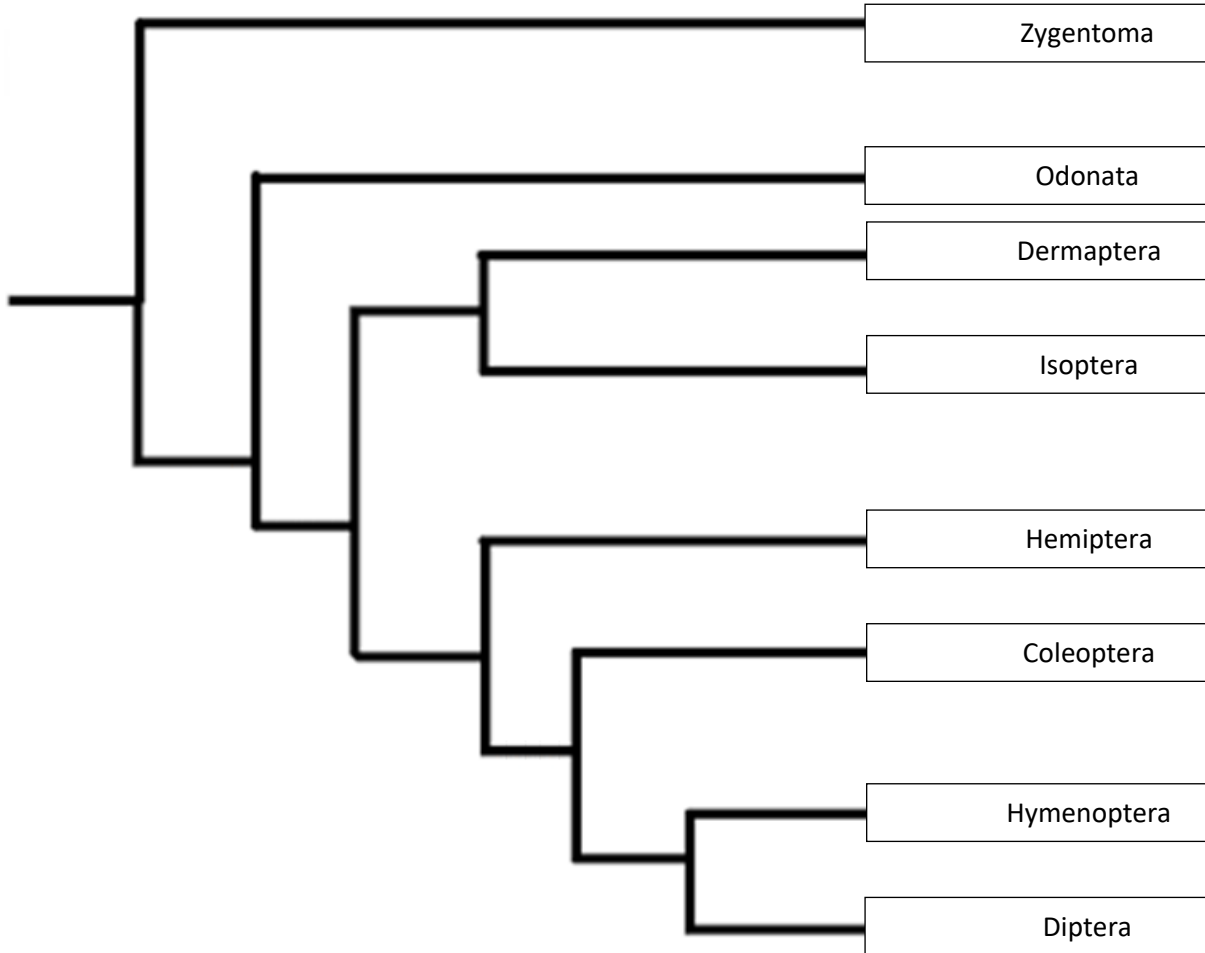 Zygentoma
Odonata
Dermaptera
Isoptera
Hemiptera
Coleoptera
Hymenoptera
Diptera